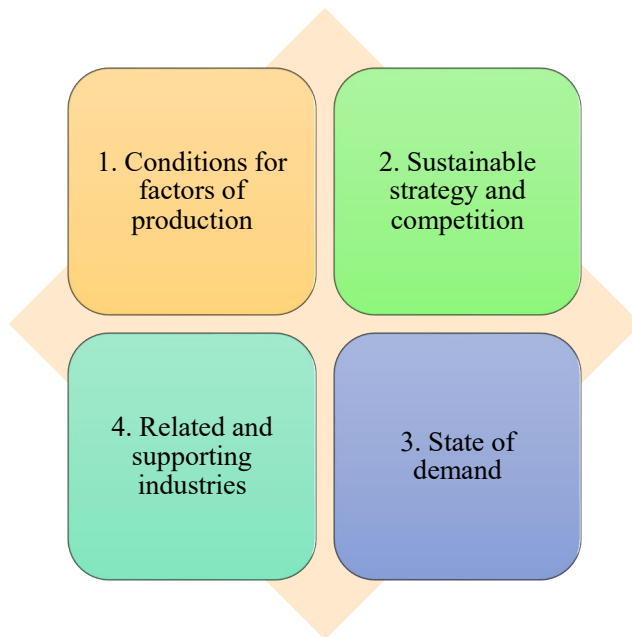 1. Conditions for
factors of
production
2. Sustainable
strategy and
competition
4. Related and
supporting
industries
3. State of
demand